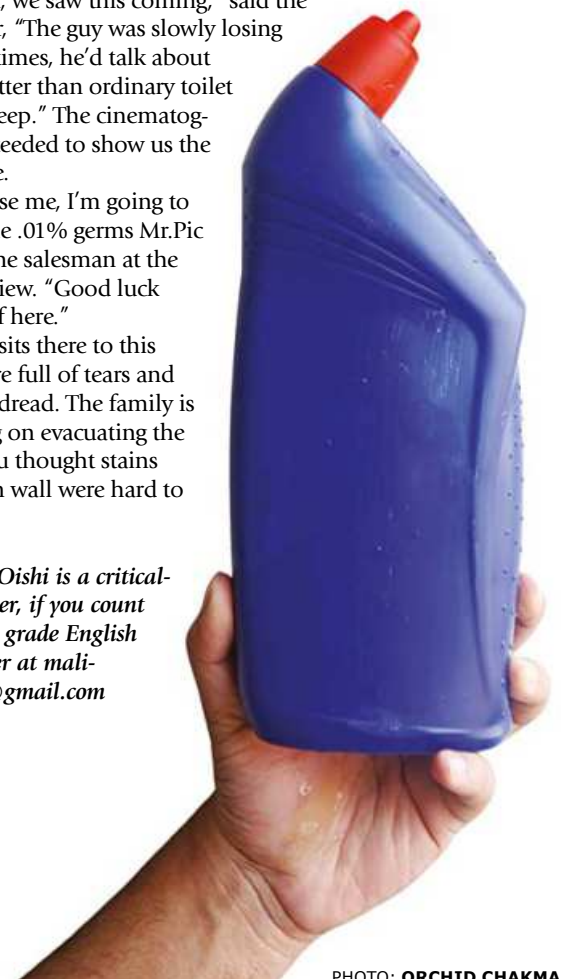 , we saw this coming,” said the
r, “The guy was slowly losing
times, he’d talk about
tter than ordinary toilet
eep.” The cinematog-
eeded to show us the
e.
se me, I’m going to
e .01% germs Mr.Pic
he salesman at the
iew. “Good luck
f here.”
sits there to this
e full of tears and
dread. The family is
g on evacuating the
u thought stains
n wall were hard to
Oishi is a critical-
er, if you count
grade English
er at mali-
@gmail.com
PHOTO: ORCHID CHAKMA